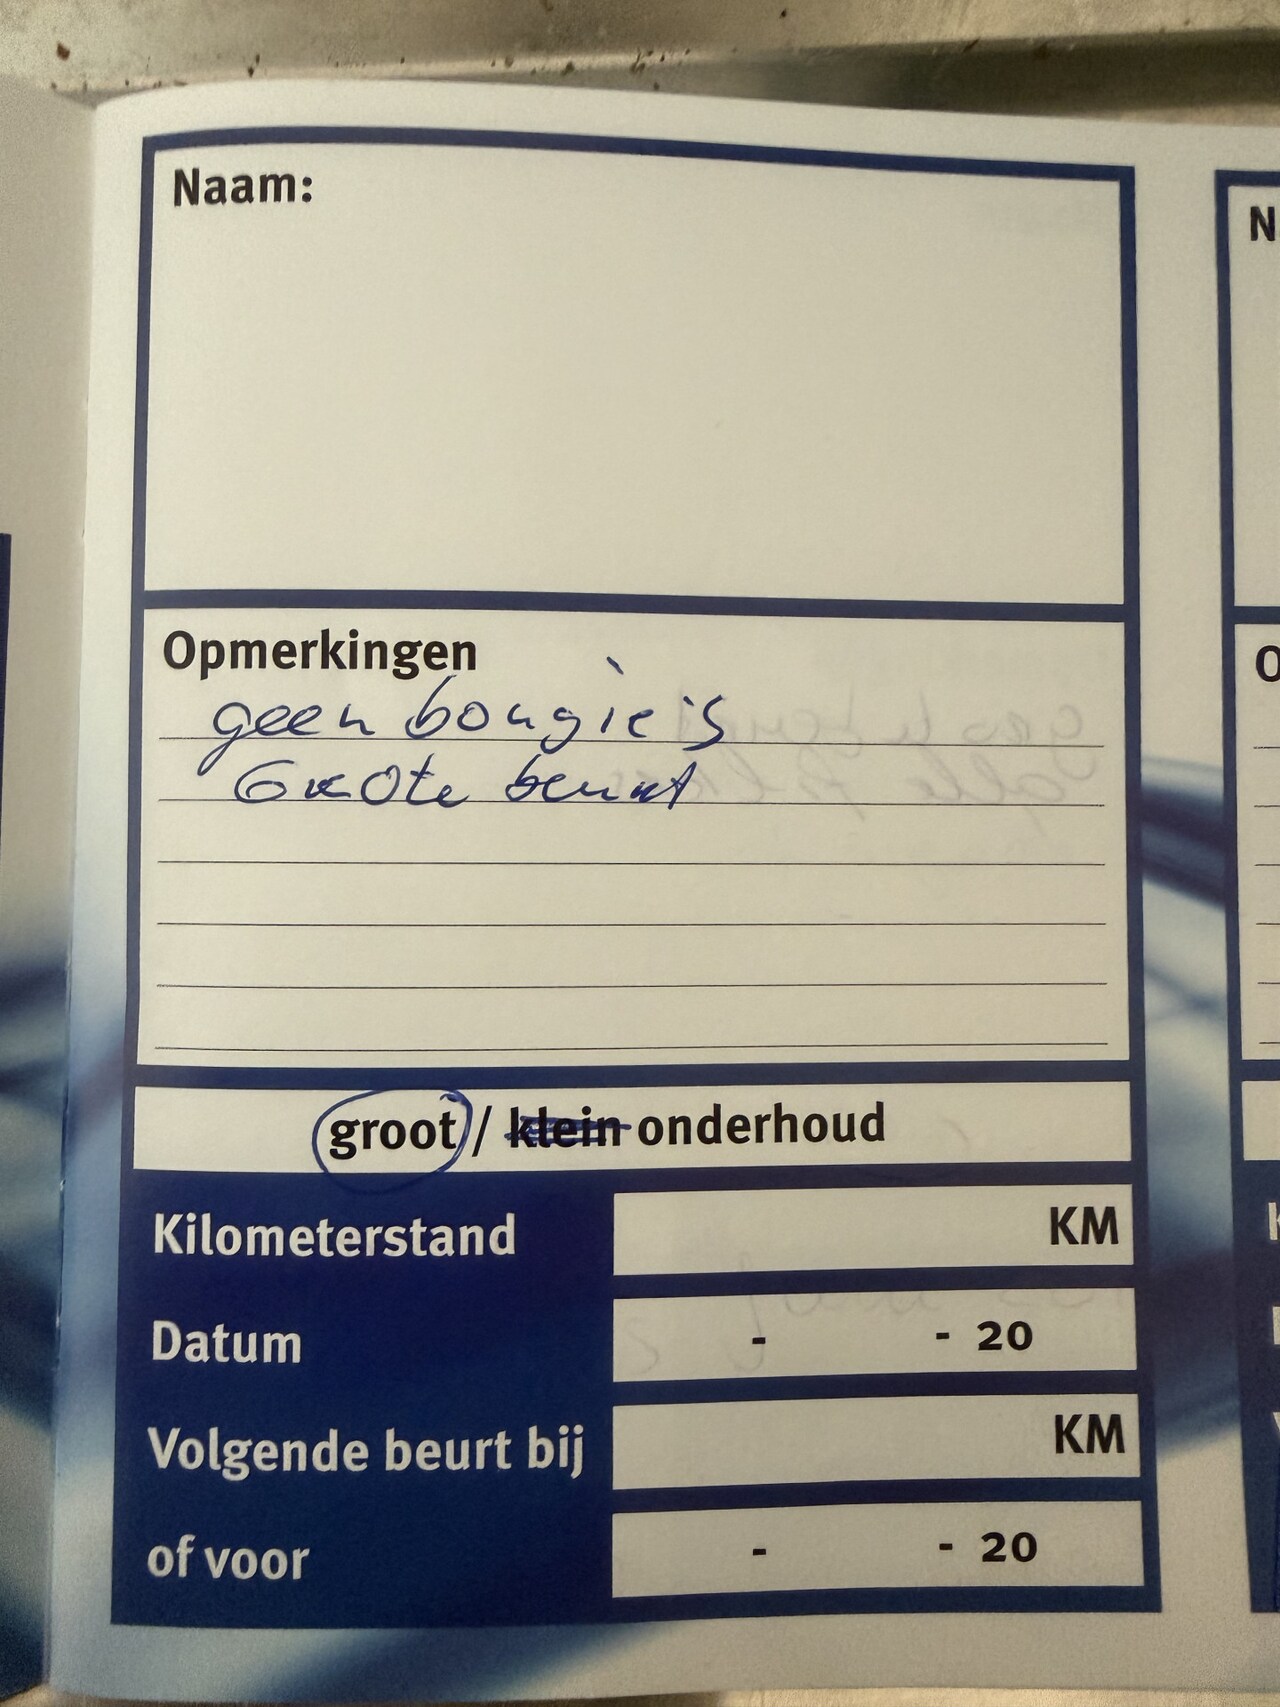 Naam:
N
Opmerkingen
geen bougie's
Grote beurt
O
groot / klein onderhoud
Kilometerstand KM
Datum - - 20
Volgende beurt bij KM
of voor - - 20